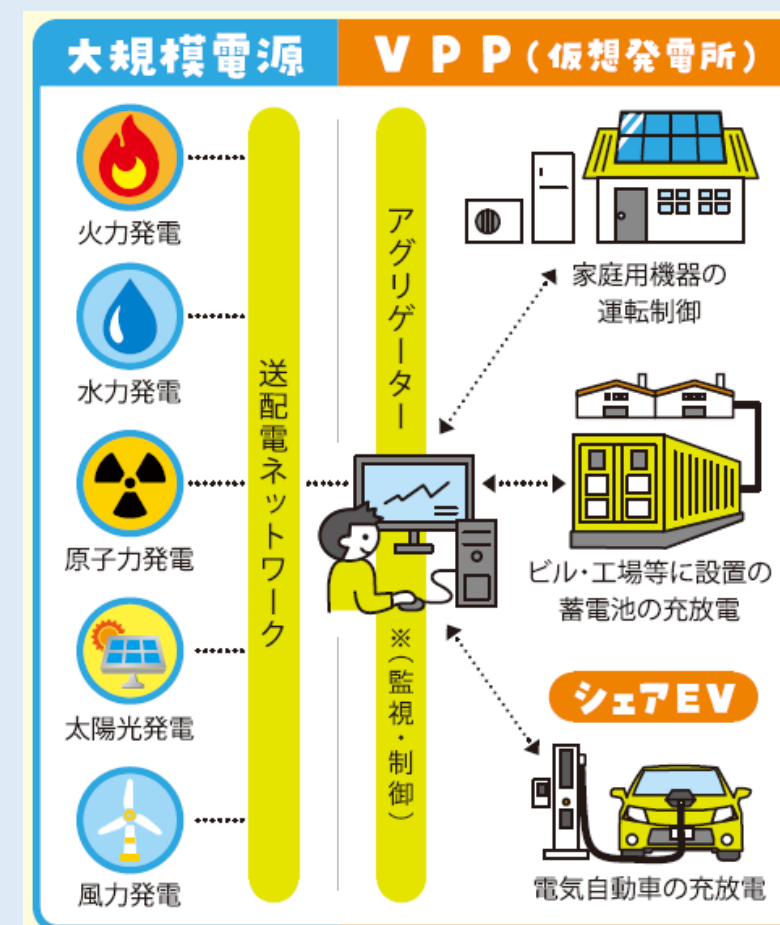 大規模電源
VPP(仮想発電所)
火力発電
水力発電
原子力発電
太陽光発電
風力発電
送配電ネットワーク
アグリゲーター
※(監視・制御)
家庭用機器の
運転制御
ビル・工場等に設置の
蓄電池の充放電
シェアEV
電気自動車の充放電